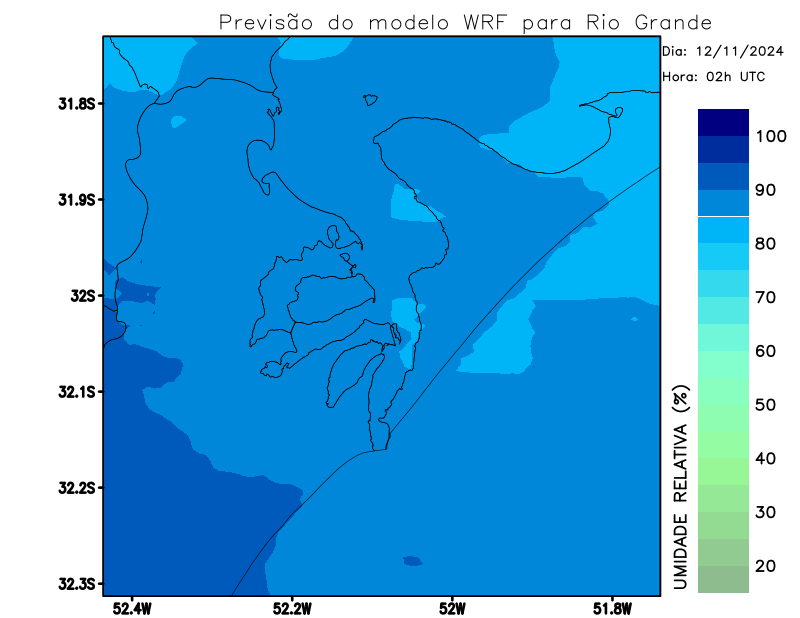 Previsão do modelo WRF para Rio Grande
Dia: 12/11/2024
Hora: 02h UTC
31.8S
31.9S
32S
32.1S
32.2S
32.3S
52.4W
52.2W
52W
51.8W
UMIDADE RELATIVA (%)
100
90
80
70
60
50
40
30
20